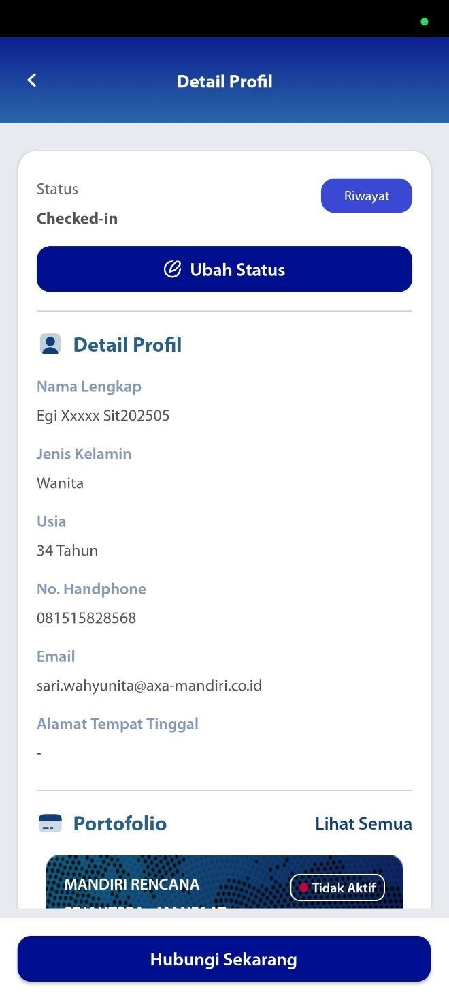 Detail Profil
Status
Riwayat
Checked-in
Ubah Status
Detail Profil
Nama Lengkap
Egi Xxxxx Sit202505
Jenis Kelamin
Wanita
Usia
34 Tahun
No. Handphone
081515828568
Email
sari.wahyunita@axa-mandiri.co.id
Alamat Tempat Tinggal
-
Portofolio
Lihat Semua
MANDIRI RENCANA
Tidak Aktif
Hubungi Sekarang